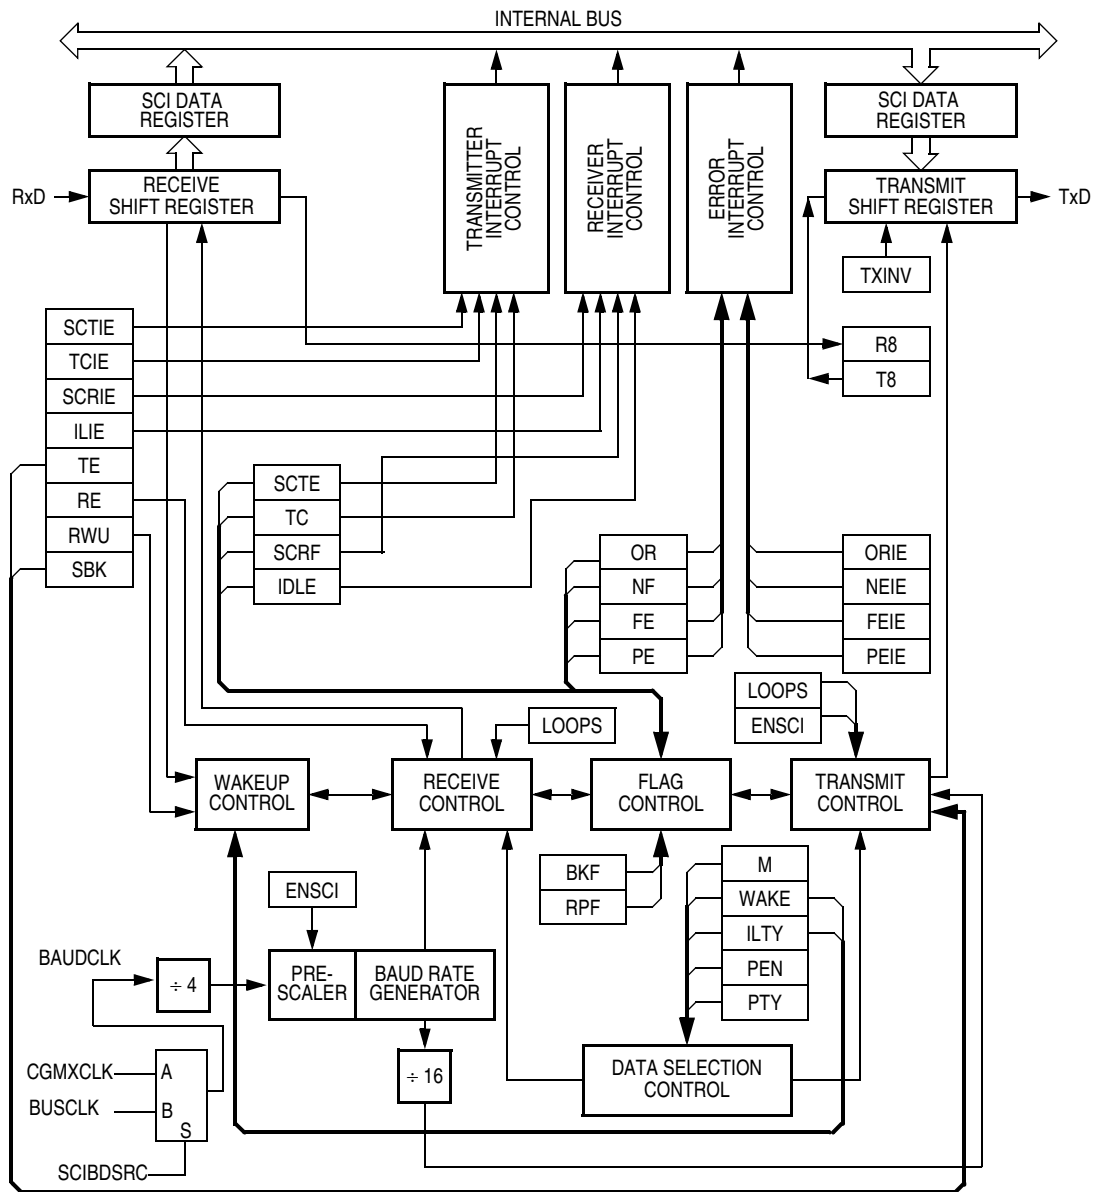 INTERNAL BUS
SCI DATA
REGISTER
RECEIVE
SHIFT REGISTER
RxD
TRANSMITTER
INTERRUPT
CONTROL
RECEIVER
INTERRUPT
CONTROL
ERROR
INTERRUPT
CONTROL
SCI DATA
REGISTER
TRANSMIT
SHIFT REGISTER
TxD
TXINV
R8
T8
SCTIE
TCIE
SCRIE
ILIE
TE
RE
RWU
SBK
SCTE
TC
SCRF
IDLE
OR
NF
FE
PE
ORIE
NEIE
FEIE
PEIE
LOOPS
ENSCI
LOOPS
WAKEUP
CONTROL
RECEIVE
CONTROL
FLAG
CONTROL
TRANSMIT
CONTROL
BKF
RPF
M
WAKE
ILTY
PEN
PTY
ENSCI
BAUDCLK
÷ 4
PRE-
SCALER
BAUD RATE
GENERATOR
÷ 16
DATA SELECTION
CONTROL
CGMXCLK
A
BUSCLK
B
S
SCIBDSRC